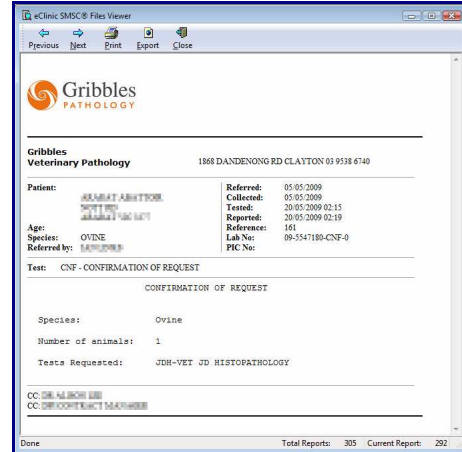 eClinic SMSC® Files Viewer
Previous Next Print Export Close
Gribbles
PATHOLOGY
Gribbles
Veterinary Pathology 1868 DANDENONG RD CLAYTON 03 9538 6740
Patient: Referred: 05/05/2009
Collected: 05/05/2009
Tested: 20/05/2009 02:15
Reported: 20/05/2009 02:19
Age: Reference: 161
Species: OVINE Lab No: 09-5547180-CNF-0
Referred by: PIC No:
Test: CNF - CONFIRMATION OF REQUEST
CONFIRMATION OF REQUEST
Species: Ovine
Number of animals: 1
Tests Requested: JDH-VET JD HISTOPATHOLOGY
CC:
CC:
Done Total Reports: 305 Current Report: 292